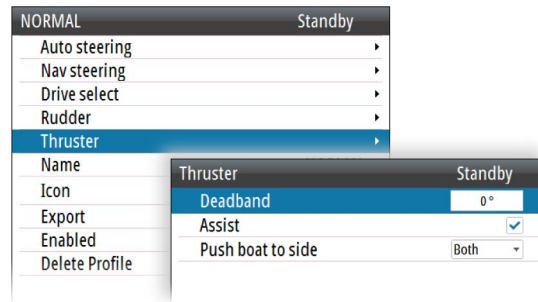 NORMAL Standby
Auto steering
Nav steering
Drive select
Rudder
Thruster
Name
Icon
Export
Enabled
Delete Profile
Thruster Standby
Deadband 0°
Assist
Push boat to side Both